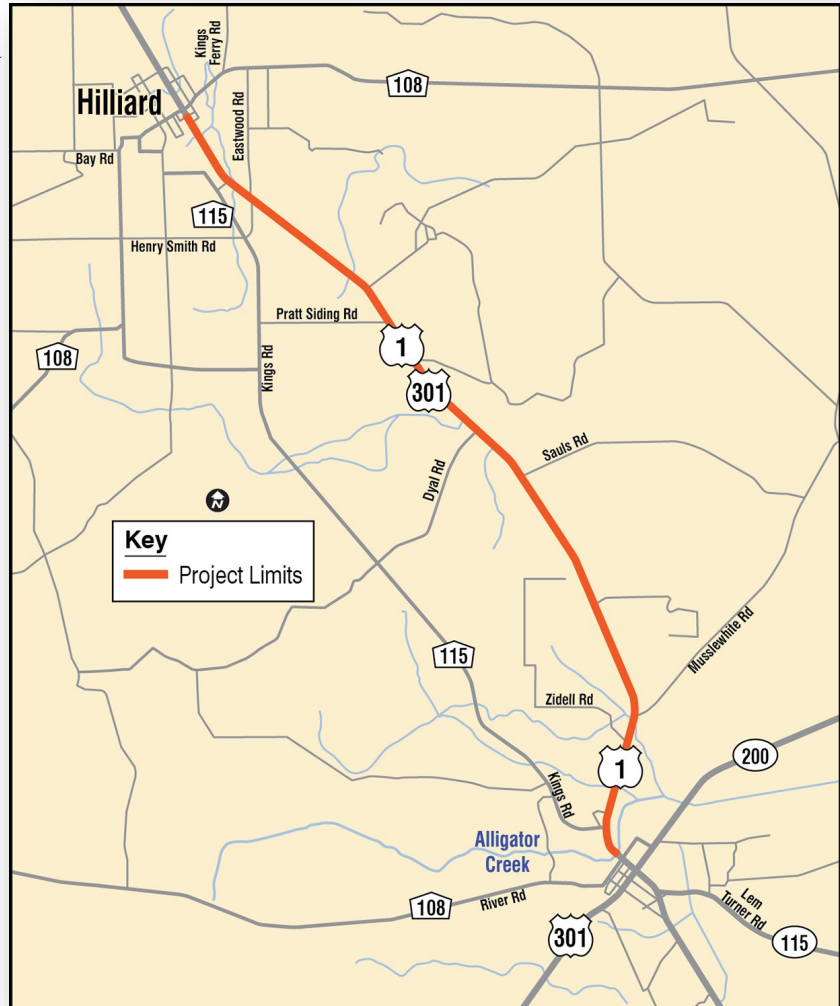 Kings
Ferry Rd
108
Hilliard
Eastwood Rd
Bay Rd
115
Henry Smith Rd
Pratt Siding Rd
1
108
Kings Rd
301
Sauls Rd
Dyal Rd
N
Key
Project Limits
Musslewhite Rd
115
Zidell Rd
200
1
Kings Rd
Alligator
Creek
108
River Rd
Lem
Turner Rd
301
115